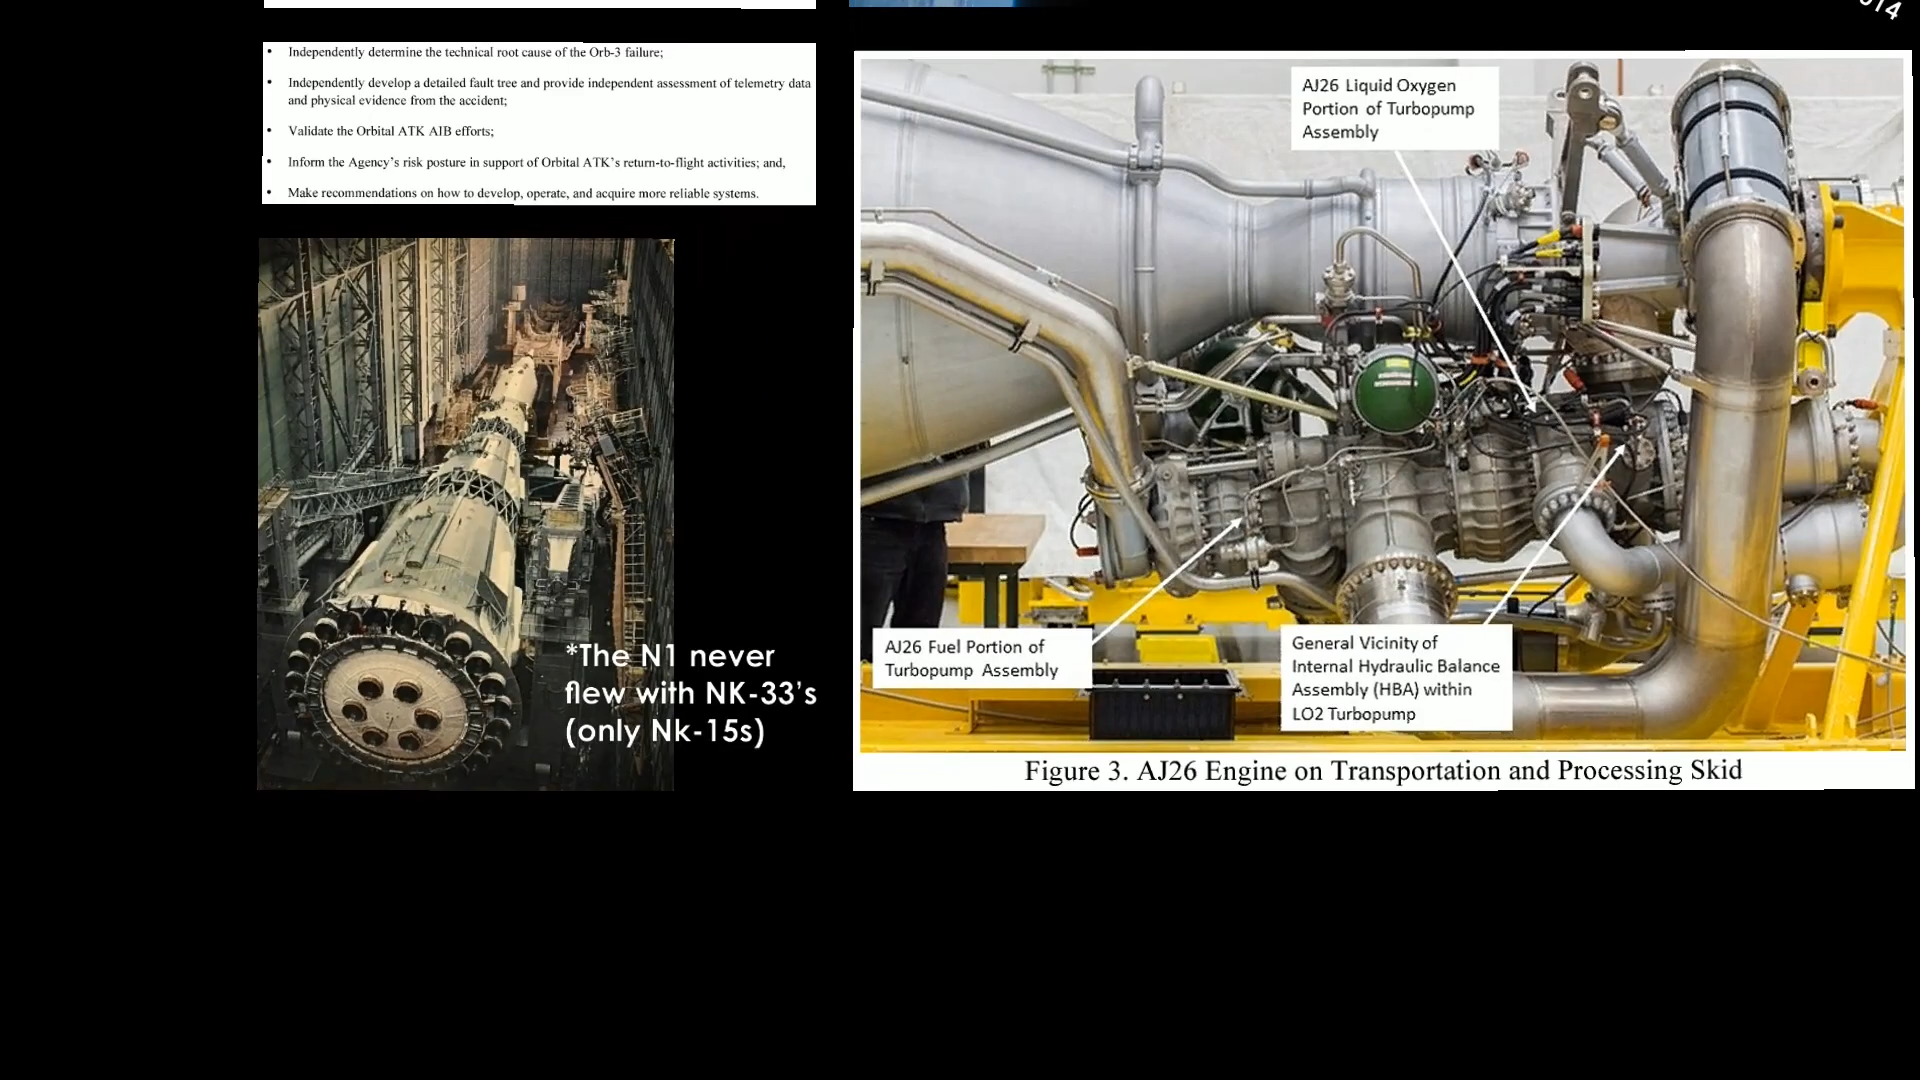 • Independently determine the technical root cause of the Orb-3 failure;
• Independently develop a detailed fault tree and provide independent assessment of telemetry data
and physical evidence from the accident;
• Validate the Orbital ATK AIB efforts;
• Inform the Agency's risk posture in support of Orbital ATK's return-to-flight activities; and,
• Make recommendations on how to develop, operate, and acquire more reliable systems.
*The N1 never
flew with NK-33's
(only Nk-15s)
AJ26 Liquid Oxygen
Portion of Turbopump
Assembly
AJ26 Fuel Portion of
Turbopump Assembly
General Vicinity of
Internal Hydraulic Balance
Assembly (HBA) within
LO2 Turbopump
Figure 3. AJ26 Engine on Transportation and Processing Skid